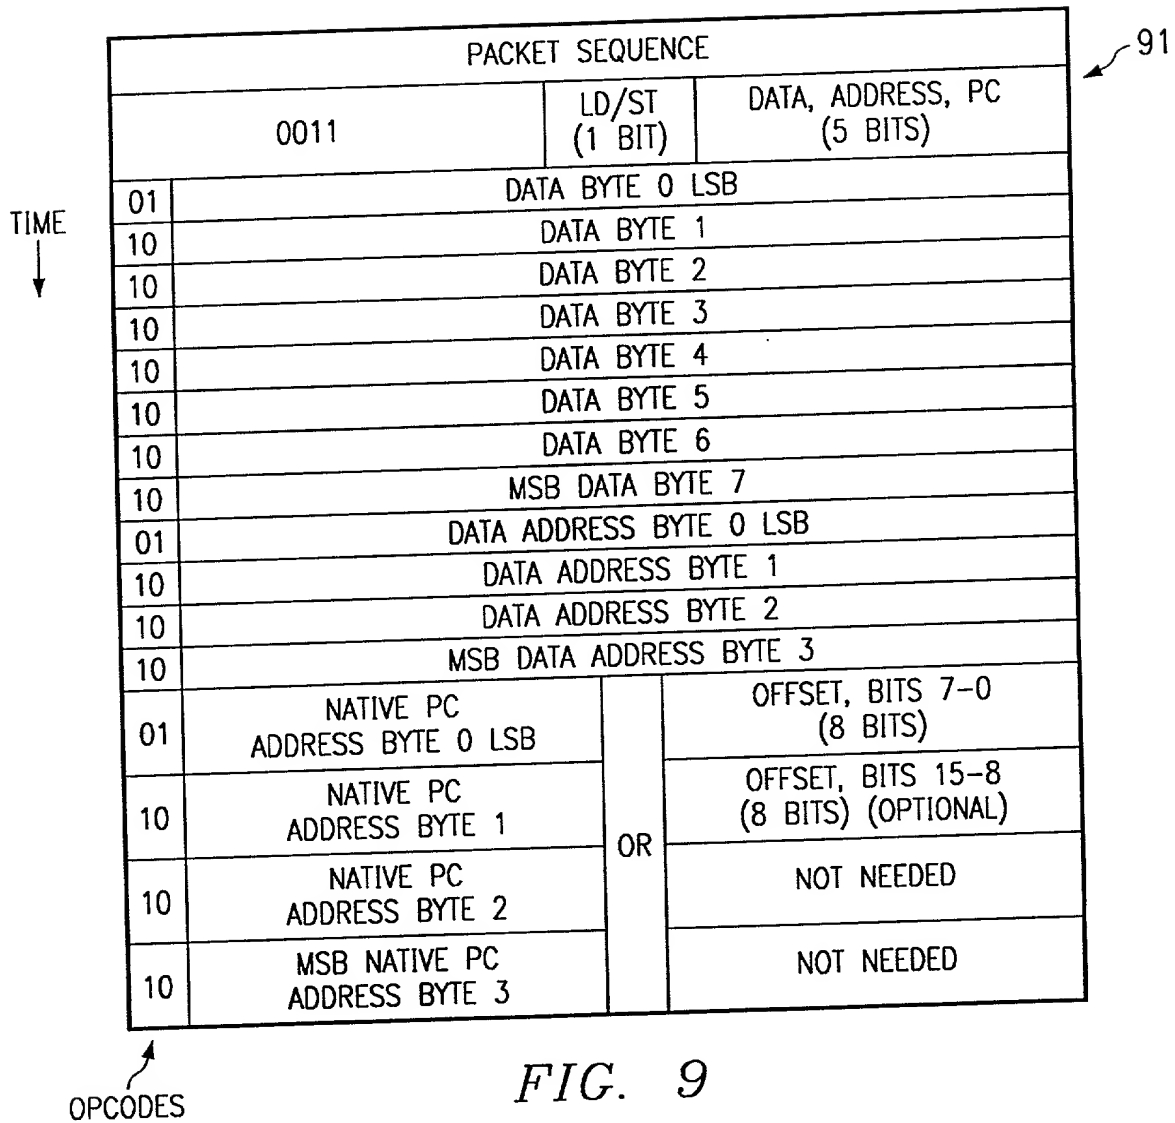 PACKET SEQUENCE
91
0011
LD/ST
(1 BIT)
DATA, ADDRESS, PC
(5 BITS)
TIME
01
DATA BYTE 0 LSB
10
DATA BYTE 1
10
DATA BYTE 2
10
DATA BYTE 3
10
DATA BYTE 4
10
DATA BYTE 5
10
DATA BYTE 6
10
MSB DATA BYTE 7
01
DATA ADDRESS BYTE 0 LSB
10
DATA ADDRESS BYTE 1
10
DATA ADDRESS BYTE 2
10
MSB DATA ADDRESS BYTE 3
01
NATIVE PC
ADDRESS BYTE 0 LSB
OFFSET, BITS 7-0
(8 BITS)
10
NATIVE PC
ADDRESS BYTE 1
OR
OFFSET, BITS 15-8
(8 BITS) (OPTIONAL)
10
NATIVE PC
ADDRESS BYTE 2
NOT NEEDED
10
MSB NATIVE PC
ADDRESS BYTE 3
NOT NEEDED
OPCODES
FIG. 9